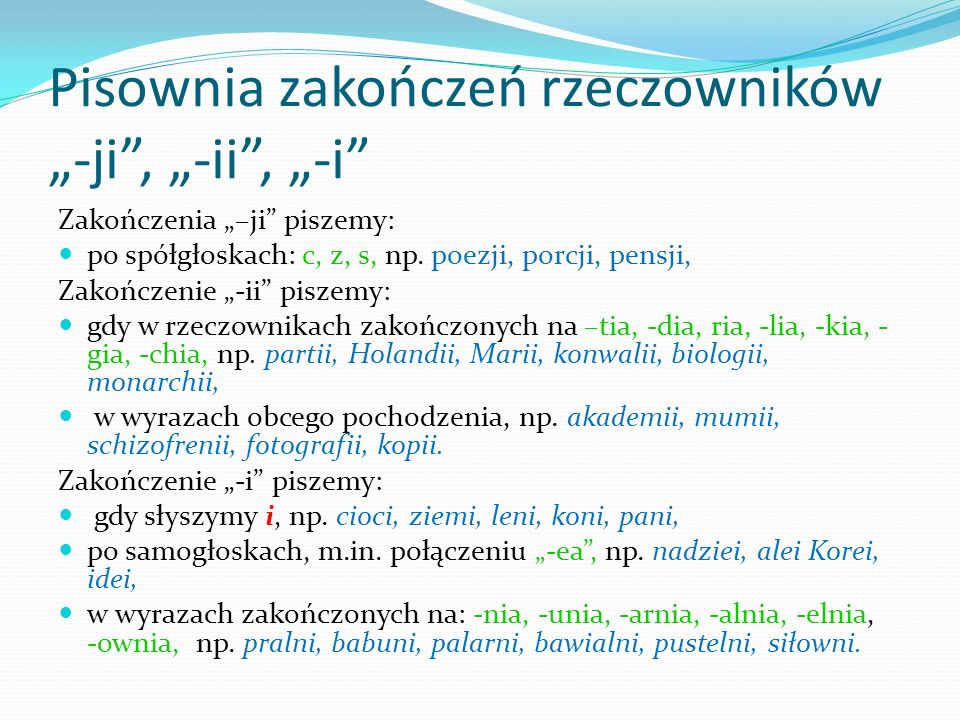 Pisownia zakończeń rzeczowników
„-ji”, „-ii”, „-i”
Zakończenia „–ji” piszemy:
po spółgłoskach: c, z, s, np. poezji, porcji, pensji,
Zakończenie „-ii” piszemy:
gdy w rzeczownikach zakończonych na –tia, -dia, ria, -lia, -kia, -
gia, -chia, np. partii, Holandii, Marii, konwalii, biologii,
monarchii,
w wyrazach obcego pochodzenia, np. akademii, mumii,
schizofrenii, fotografii, kopii.
Zakończenie „-i” piszemy:
gdy słyszymy i, np. cioci, ziemi, leni, koni, pani,
po samogłoskach, m.in. połączeniu „-ea”, np. nadziei, alei Korei,
idei,
w wyrazach zakończonych na: -nia, -unia, -arnia, -alnia, -elnia,
-ownia, np. pralni, babuni, palarni, bawialni, pustelni, siłowni.